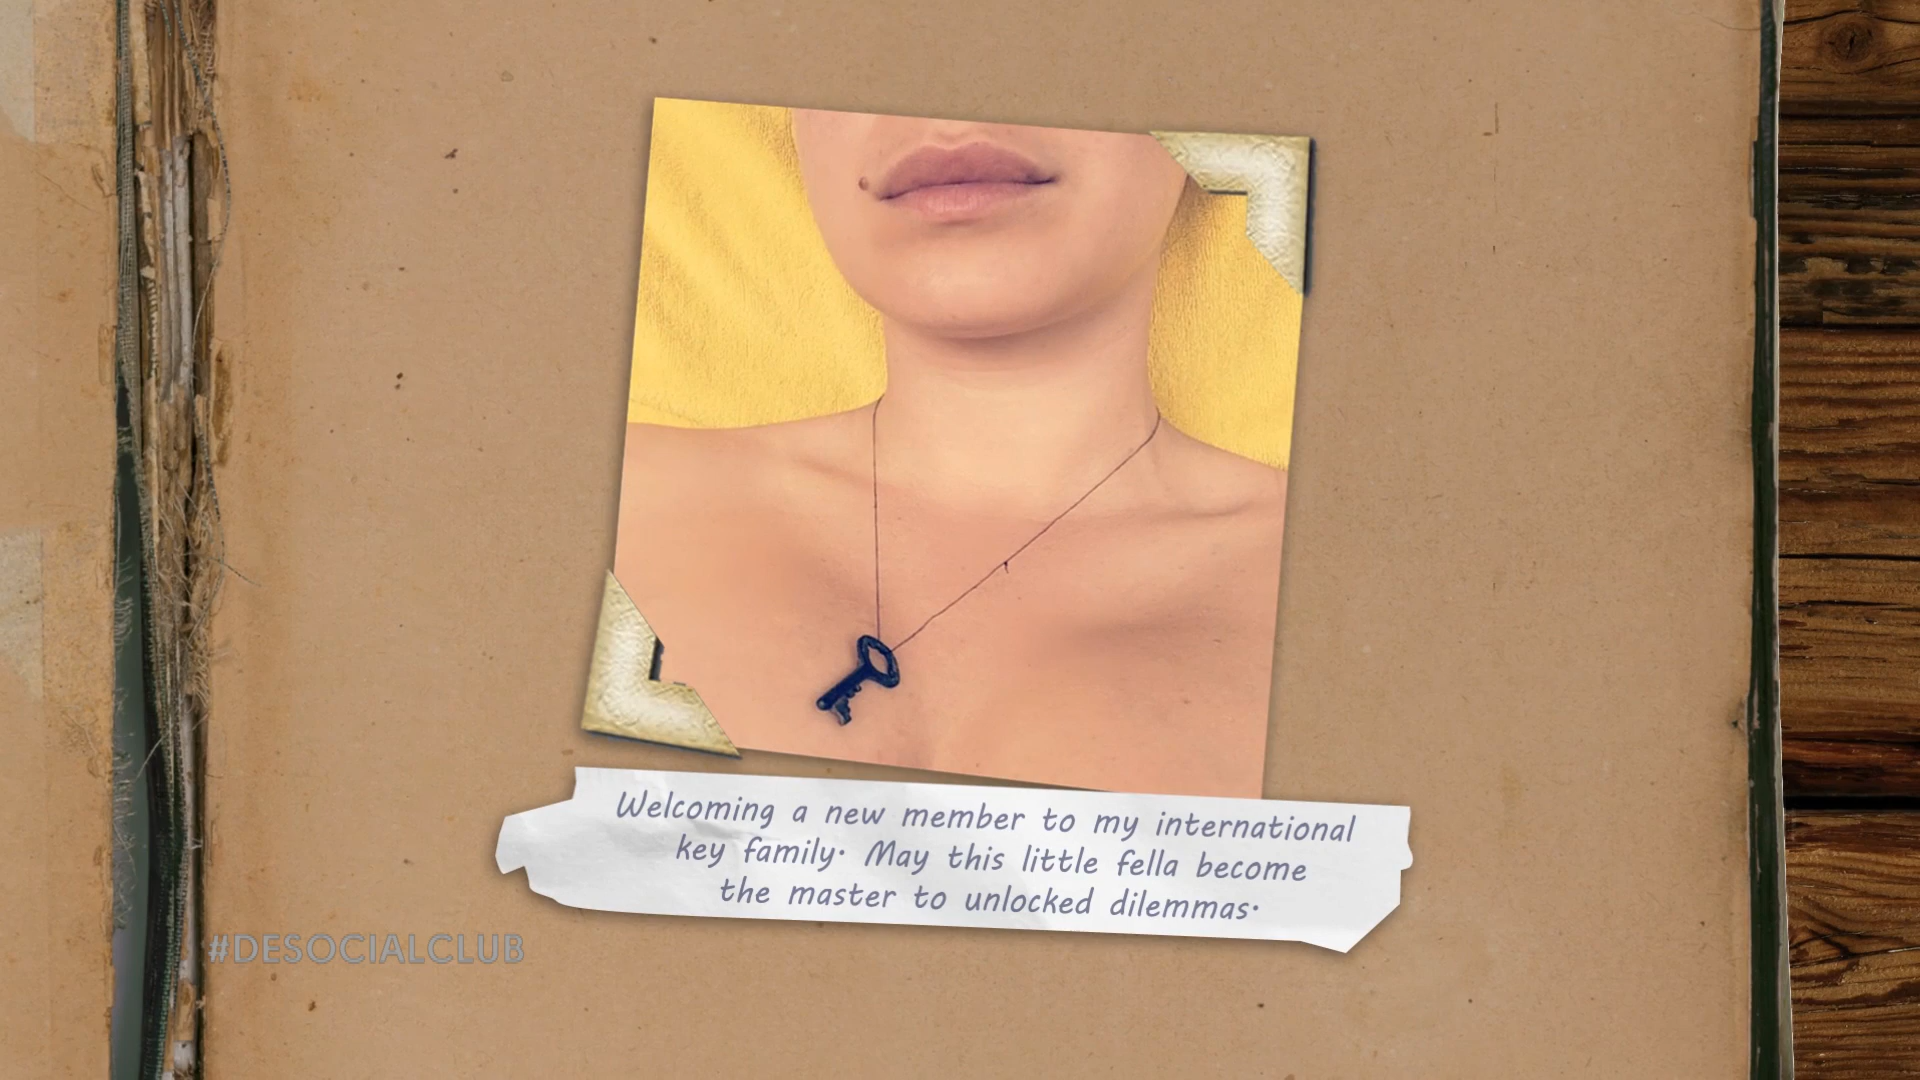 Welcoming a new member to my international
key family. May this little fella become
the master to unlocked dilemmas.
#DESOCIALCLUB